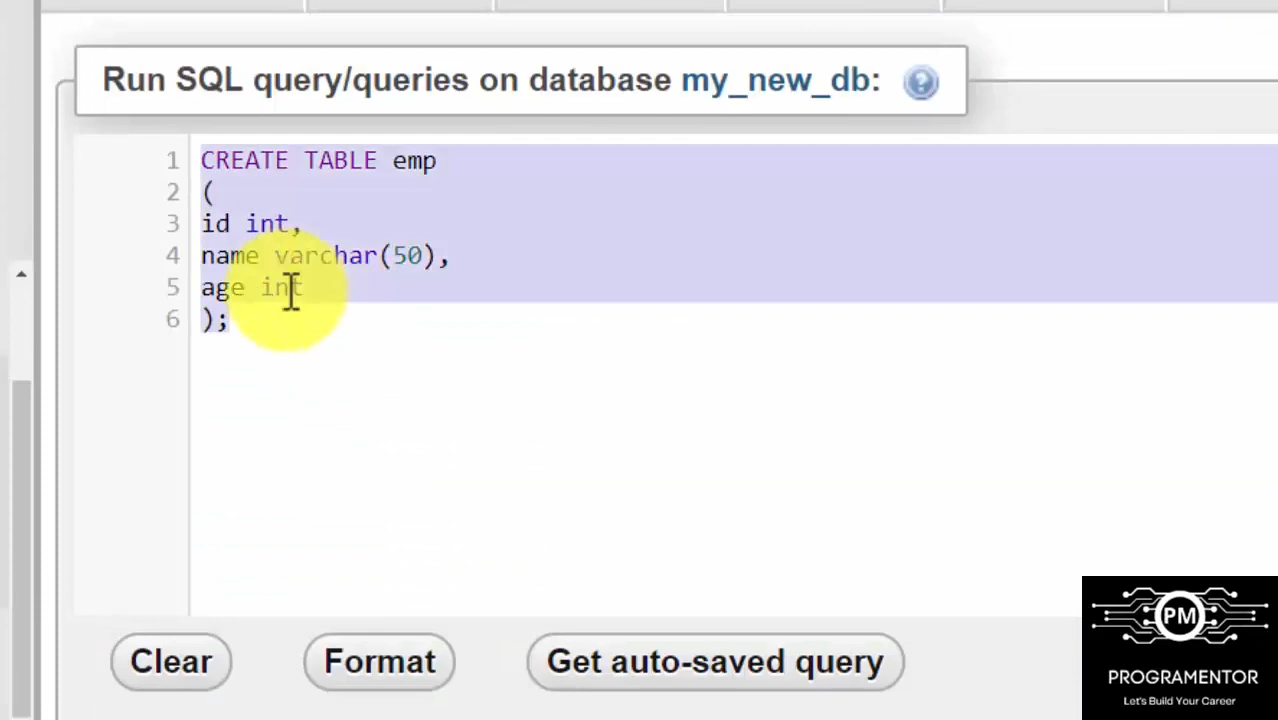 Run SQL query/queries on database my_new_db:
1 CREATE TABLE emp
2 (
3 id int,
4 name varchar(50),
5 age int
6 );
Clear Format Get auto-saved query
PM
PROGRAMENTOR
Let's Build Your Career